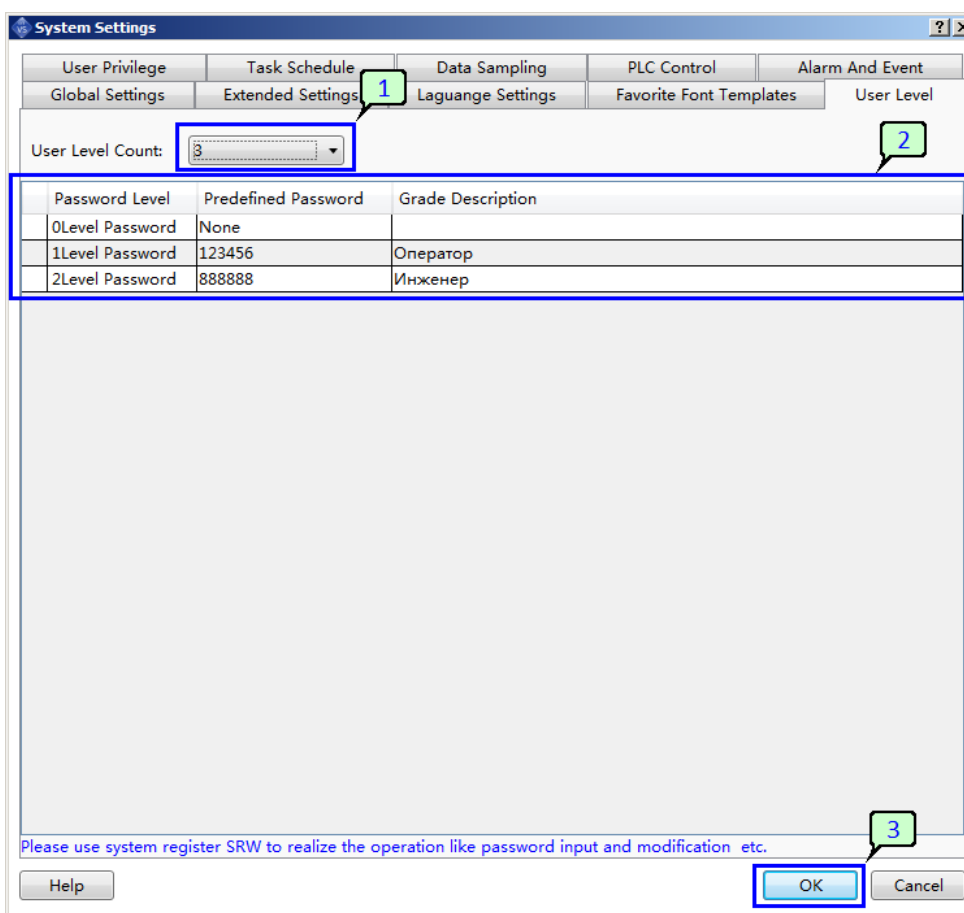 System Settings
User Privilege Task Schedule Data Sampling PLC Control Alarm And Event
Global Settings Extended Settings Laguange Settings Favorite Font Templates User Level
1
2
User Level Count: 3
Password Level Predefined Password Grade Description
0Level Password None
1Level Password 123456 Оператор
2Level Password 888888 Инженер
3
Please use system register SRW to realize the operation like password input and modification etc.
Help OK Cancel